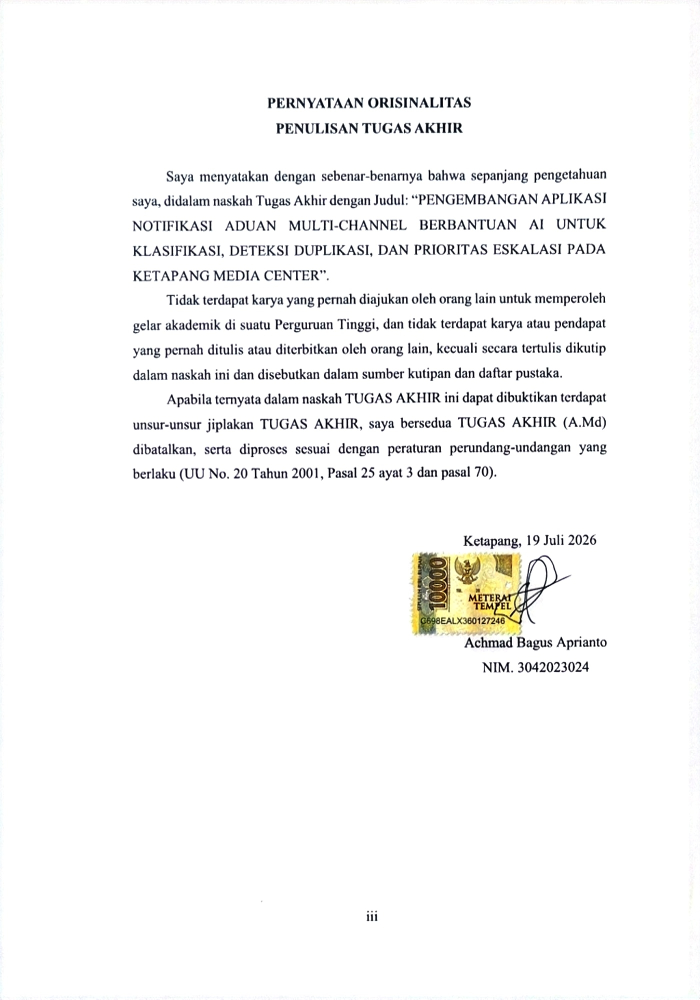 PERNYATAAN ORISINALITAS
PENULISAN TUGAS AKHIR
Saya menyatakan dengan sebenar-benarnya bahwa sepanjang pengetahuan
saya, didalam naskah Tugas Akhir dengan Judul: “PENGEMBANGAN APLIKASI
NOTIFIKASI ADUAN MULTI-CHANNEL BERBANTUAN AI UNTUK
KLASIFIKASI, DETEKSI DUPLIKASI, DAN PRIORITAS ESKALASI PADA
KETAPANG MEDIA CENTER”.
Tidak terdapat karya yang pernah diajukan oleh orang lain untuk memperoleh
gelar akademik di suatu Perguruan Tinggi, dan tidak terdapat karya atau pendapat
yang pernah ditulis atau diterbitkan oleh orang lain, kecuali secara tertulis dikutip
dalam naskah ini dan disebutkan dalam sumber kutipan dan daftar pustaka.
Apabila ternyata dalam naskah TUGAS AKHIR ini dapat dibuktikan terdapat
unsur-unsur jiplakan TUGAS AKHIR, saya bersedua TUGAS AKHIR (A.Md)
dibatalkan, serta diproses sesuai dengan peraturan perundang-undangan yang
berlaku (UU No. 20 Tahun 2001, Pasal 25 ayat 3 dan pasal 70).
Ketapang, 19 Juli 2026
10000
METERAI
TEMPEL
G698EALX360127246
Achmad Bagus Aprianto
NIM. 3042023024
iii